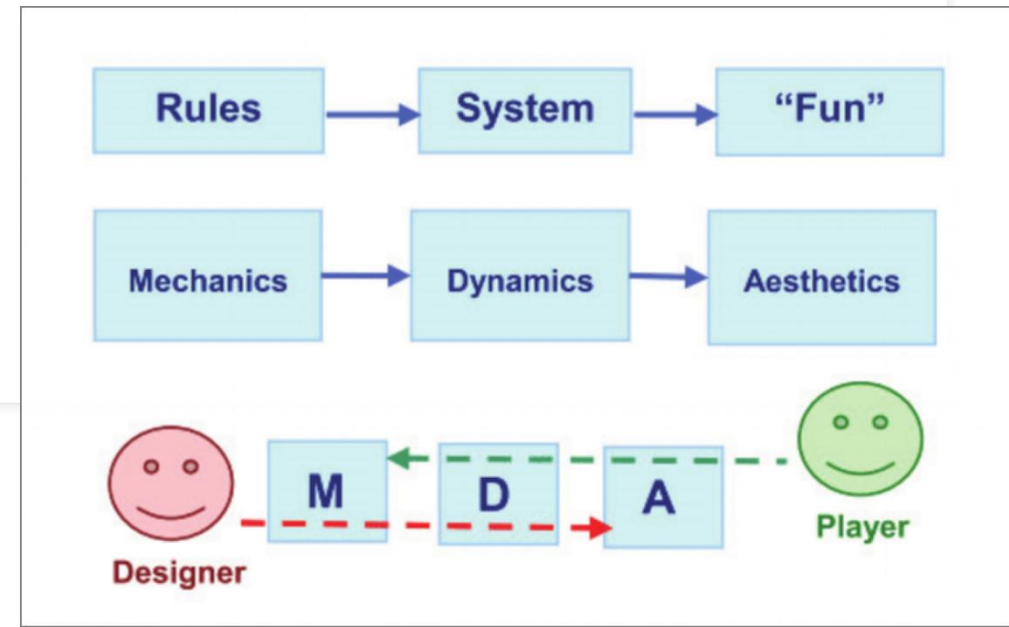 Rules
System
“Fun”
Mechanics
Dynamics
Aesthetics
M
D
A
Designer
Player